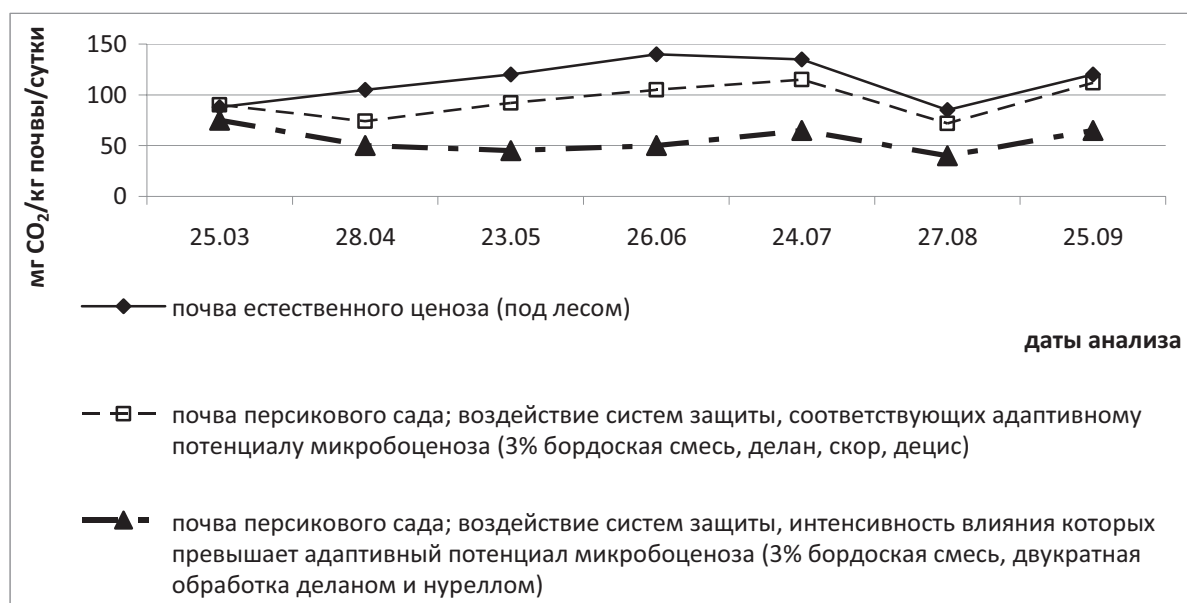 мг CO₂/кг почвы/сутки
150
100
50
0
25.03 28.04 23.05 26.06 24.07 27.08 25.09
почва естественного ценоза (под лесом)
даты анализа
почва персикового сада; воздействие систем защиты, соответствующих адаптивному
потенциалу микробоценоза (3% бордоская смесь, делан, скор, децис)
почва персикового сада; воздействие систем защиты, интенсивность влияния которых
превышает адаптивный потенциал микробоценоза (3% бордоская смесь, двукратная
обработка деланом и нуреллом)